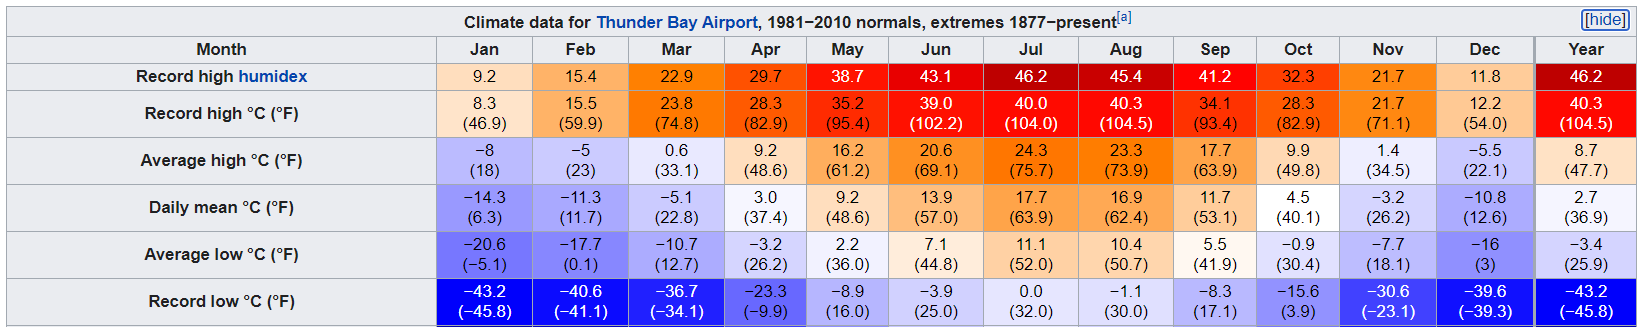 Climate data for Thunder Bay Airport, 1981−2010 normals, extremes 1877−present[a] [hide]
Month Jan Feb Mar Apr May Jun Jul Aug Sep Oct Nov Dec Year
Record high humidex 9.2 15.4 22.9 29.7 38.7 43.1 46.2 45.4 41.2 32.3 21.7 11.8 46.2
Record high °C (°F) 8.3 15.5 23.8 28.3 35.2 39.0 40.0 40.3 34.1 28.3 21.7 12.2 40.3
(46.9) (59.9) (74.8) (82.9) (95.4) (102.2) (104.0) (104.5) (93.4) (82.9) (71.1) (54.0) (104.5)
Average high °C (°F) −8 −5 0.6 9.2 16.2 20.6 24.3 23.3 17.7 9.9 1.4 −5.5 8.7
(18) (23) (33.1) (48.6) (61.2) (69.1) (75.7) (73.9) (63.9) (49.8) (34.5) (22.1) (47.7)
Daily mean °C (°F) −14.3 −11.3 −5.1 3.0 9.2 13.9 17.7 16.9 11.7 4.5 −3.2 −10.8 2.7
(6.3) (11.7) (22.8) (37.4) (48.6) (57.0) (63.9) (62.4) (53.1) (40.1) (26.2) (12.6) (36.9)
Average low °C (°F) −20.6 −17.7 −10.7 −3.2 2.2 7.1 11.1 10.4 5.5 −0.9 −7.7 −16 −3.4
(−5.1) (0.1) (12.7) (26.2) (36.0) (44.8) (52.0) (50.7) (41.9) (30.4) (18.1) (3) (25.9)
Record low °C (°F) −43.2 −40.6 −36.7 −23.3 −8.9 −3.9 0.0 −1.1 −8.3 −15.6 −30.6 −39.6 −43.2
(−45.8) (−41.1) (−34.1) (−9.9) (16.0) (25.0) (32.0) (30.0) (17.1) (3.9) (−23.1) (−39.3) (−45.8)